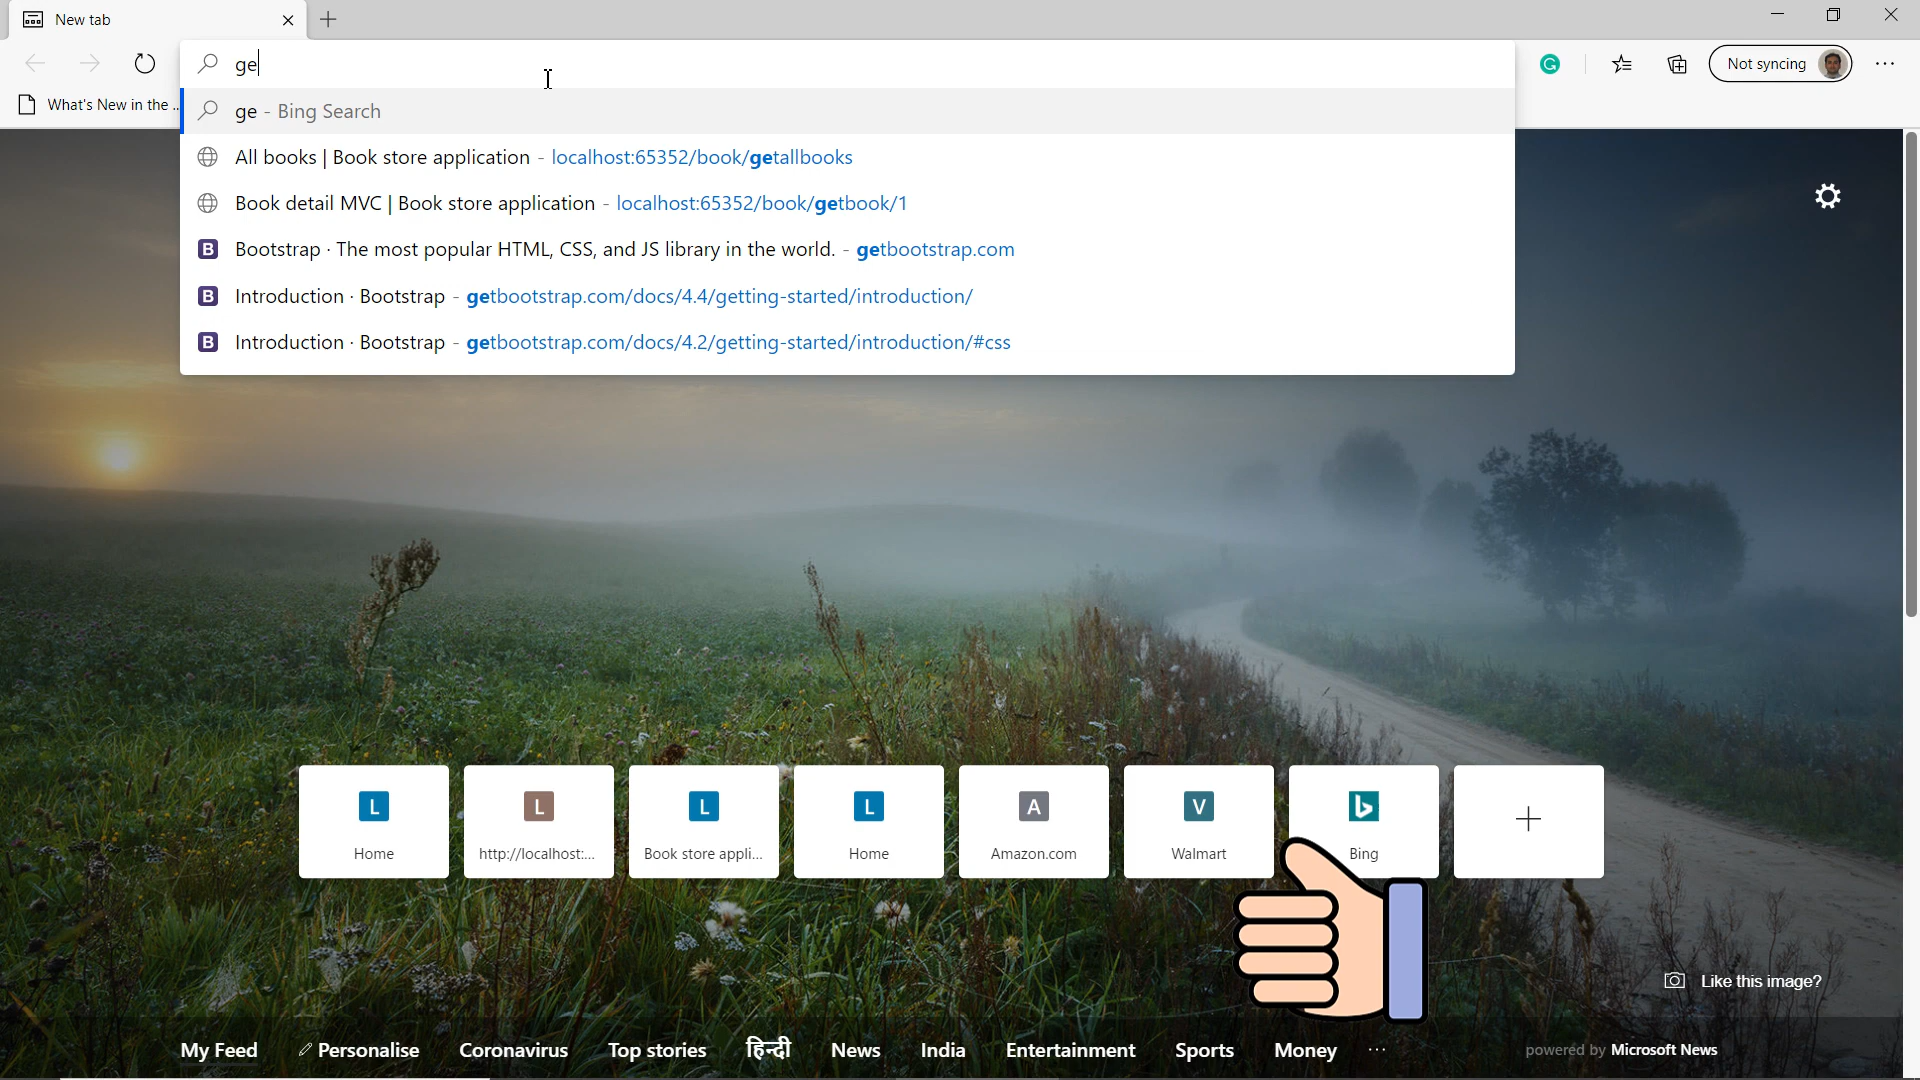 New tab
ge
Not syncing
What's New in the ...
ge - Bing Search
All books | Book store application - localhost:65352/book/getallbooks
Book detail MVC | Book store application - localhost:65352/book/getbook/1
B Bootstrap · The most popular HTML, CSS, and JS library in the world. - getbootstrap.com
B Introduction · Bootstrap - getbootstrap.com/docs/4.4/getting-started/introduction/
B Introduction · Bootstrap - getbootstrap.com/docs/4.2/getting-started/introduction/#css
L L L L A V b
Home http://localhost:... Book store appli... Home Amazon.com Walmart Bing
Like this image?
My Feed Personalise Coronavirus Top stories हिन्दी News India Entertainment Sports Money ... powered by Microsoft News